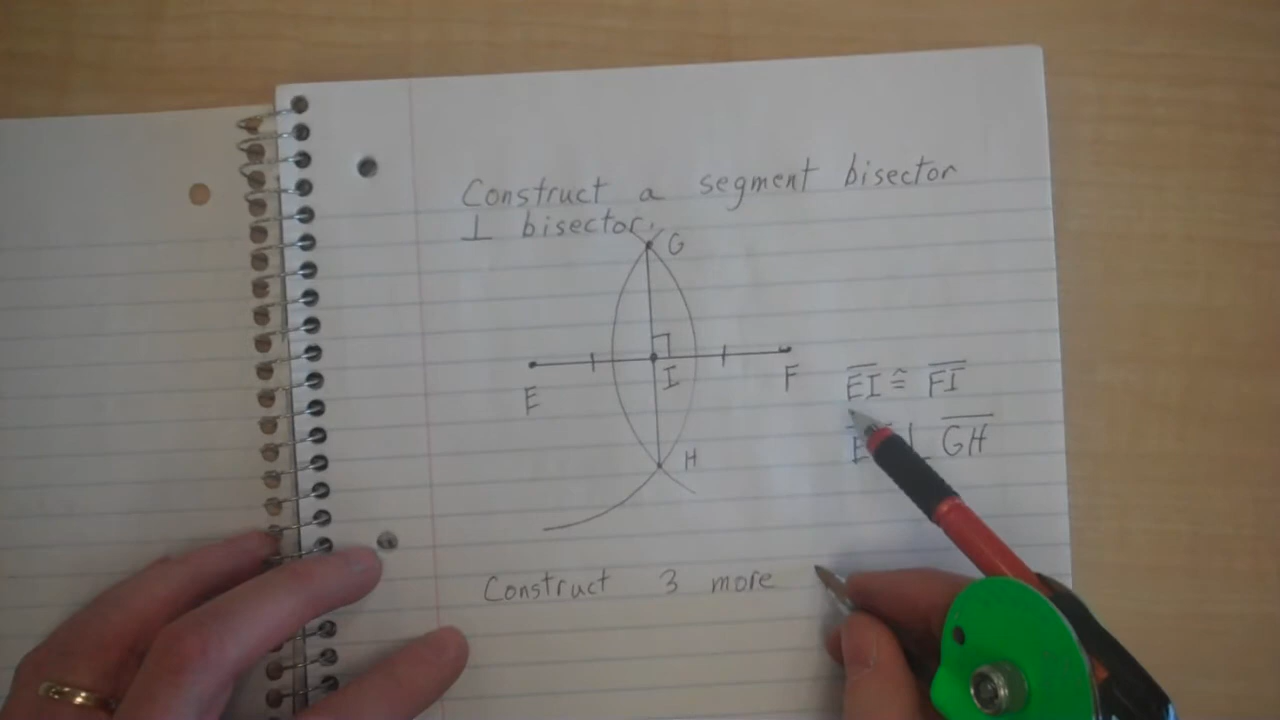 Construct a segment bisector
⊥ bisector.
G
E I F
H
EI ≅ FI
⊥ GH
Construct 3 more